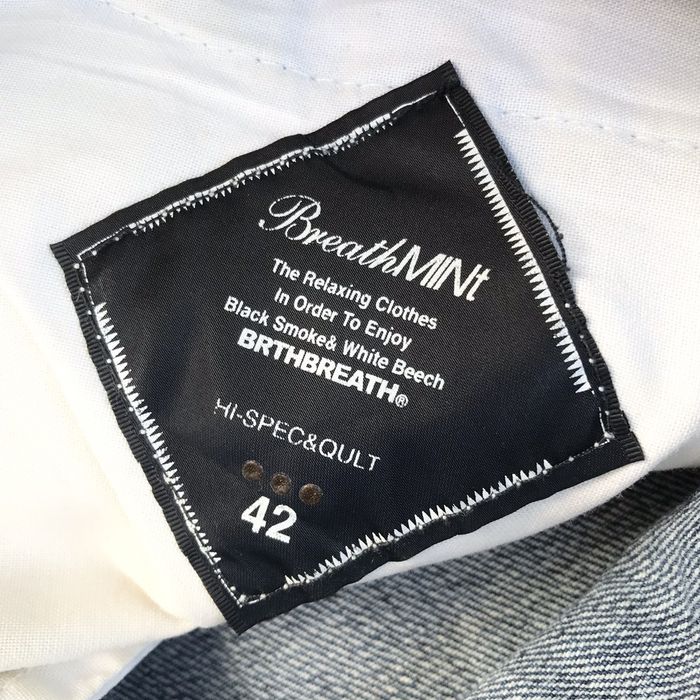 BreathMINt
The Relaxing Clothes
In Order To Enjoy
Black Smoke& White Beech
BRTHBREATH®
HI-SPEC&QULT
42